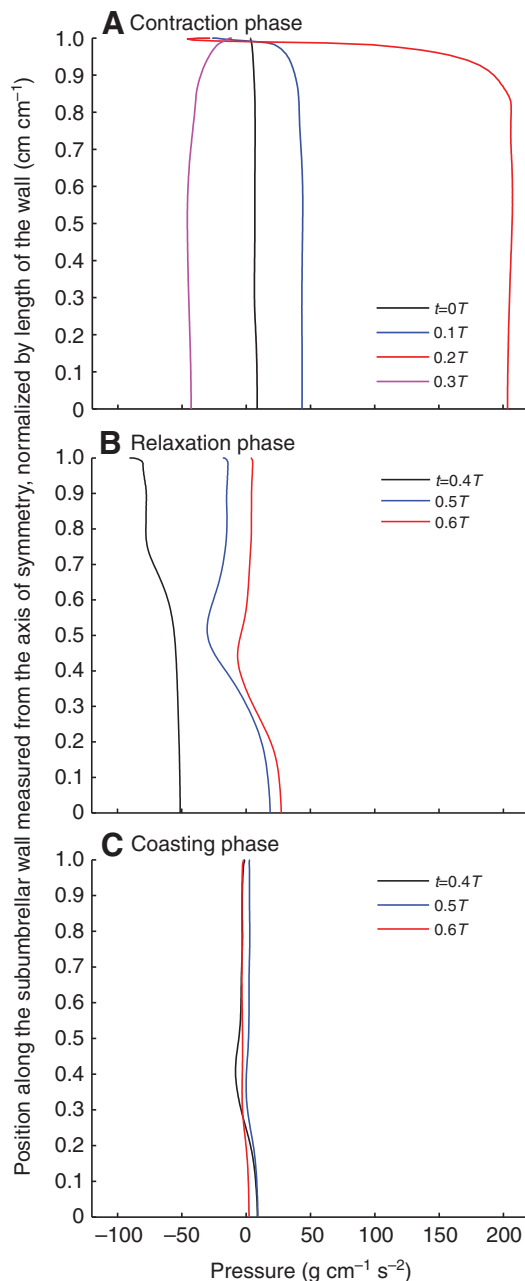 Position along the subumbrellar wall measured from the axis of symmetry, normalized by length of the wall (cm cm⁻¹)
A Contraction phase
1.0
0.9
0.8
0.7
0.6
0.5
0.4
0.3
0.2
0.1
0
t=0T
0.1T
0.2T
0.3T
B Relaxation phase
1.0
0.9
0.8
0.7
0.6
0.5
0.4
0.3
0.2
0.1
0
t=0.4T
0.5T
0.6T
C Coasting phase
1.0
0.9
0.8
0.7
0.6
0.5
0.4
0.3
0.2
0.1
0
t=0.4T
0.5T
0.6T
−100 −50 0 50 100 150 200
Pressure (g cm⁻¹ s⁻²)